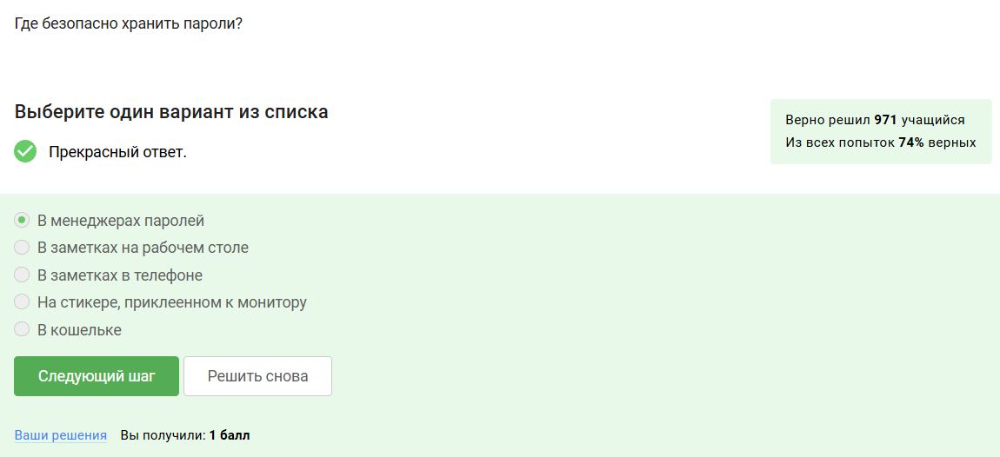 Где безопасно хранить пароли?
Выберите один вариант из списка
Прекрасный ответ.
Верно решил 971 учащийся
Из всех попыток 74% верных
В менеджерах паролей
В заметках на рабочем столе
В заметках в телефоне
На стикере, приклеенном к монитору
В кошельке
Следующий шаг
Решить снова
Ваши решения Вы получили: 1 балл